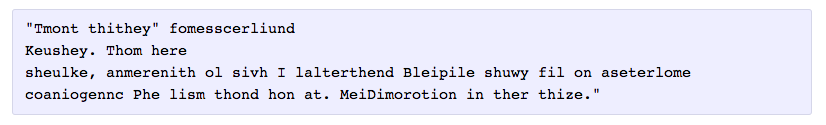 "Tmont thithey" fomesscerliund
Keushey. Thom here
sheulke, anmerenith ol sivh I lalterthend Bleipile shuwy fil on aseterlome
coaniogennc Phe lism thond hon at. MeiDimorotion in ther thize."